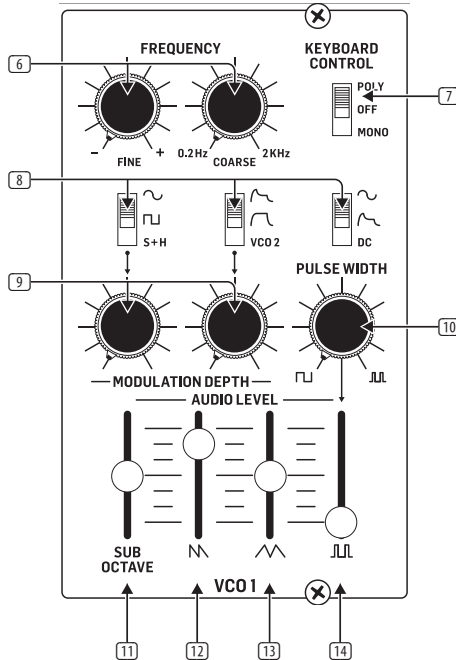 FREQUENCY
KEYBOARD
CONTROL
6
POLY
7
OFF
MONO
- + 0.2Hz 2KHz
FINE COARSE
8
S+H VCO 2 DC
PULSE WIDTH
9
10
MODULATION DEPTH
AUDIO LEVEL
SUB
OCTAVE
VCO 1
11 12 13 14